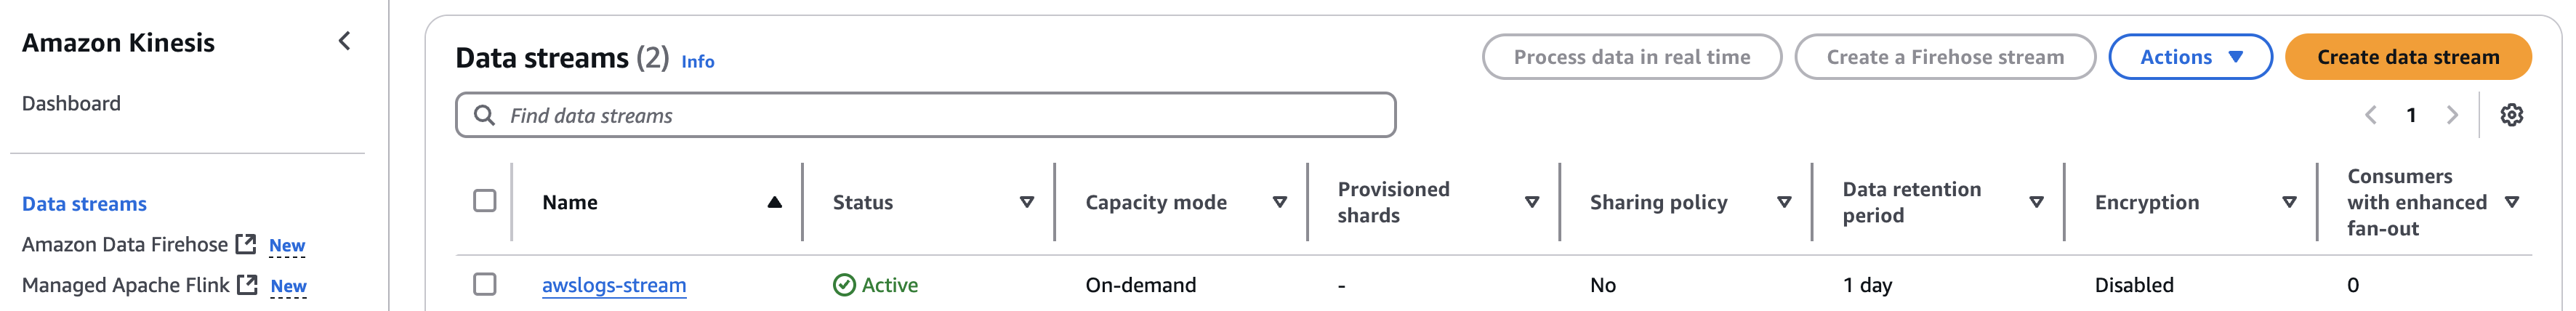 Amazon Kinesis
Dashboard
Data streams
Amazon Data Firehose New
Managed Apache Flink New
Data streams (2) Info
Process data in real time
Create a Firehose stream
Actions
Create data stream
Find data streams
1
Name
Status
Capacity mode
Provisioned
shards
Sharing policy
Data retention
period
Encryption
Consumers
with enhanced
fan-out
awslogs-stream
Active
On-demand
-
No
1 day
Disabled
0